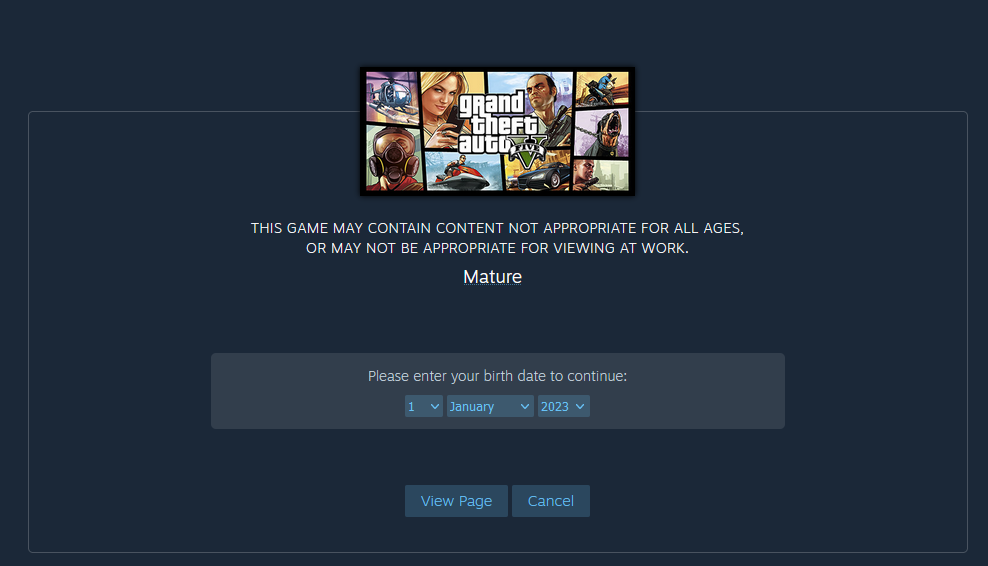 grand
theft
auto
FIVE
THIS GAME MAY CONTAIN CONTENT NOT APPROPRIATE FOR ALL AGES,
OR MAY NOT BE APPROPRIATE FOR VIEWING AT WORK.
Mature
Please enter your birth date to continue:
1 January 2023
View Page Cancel